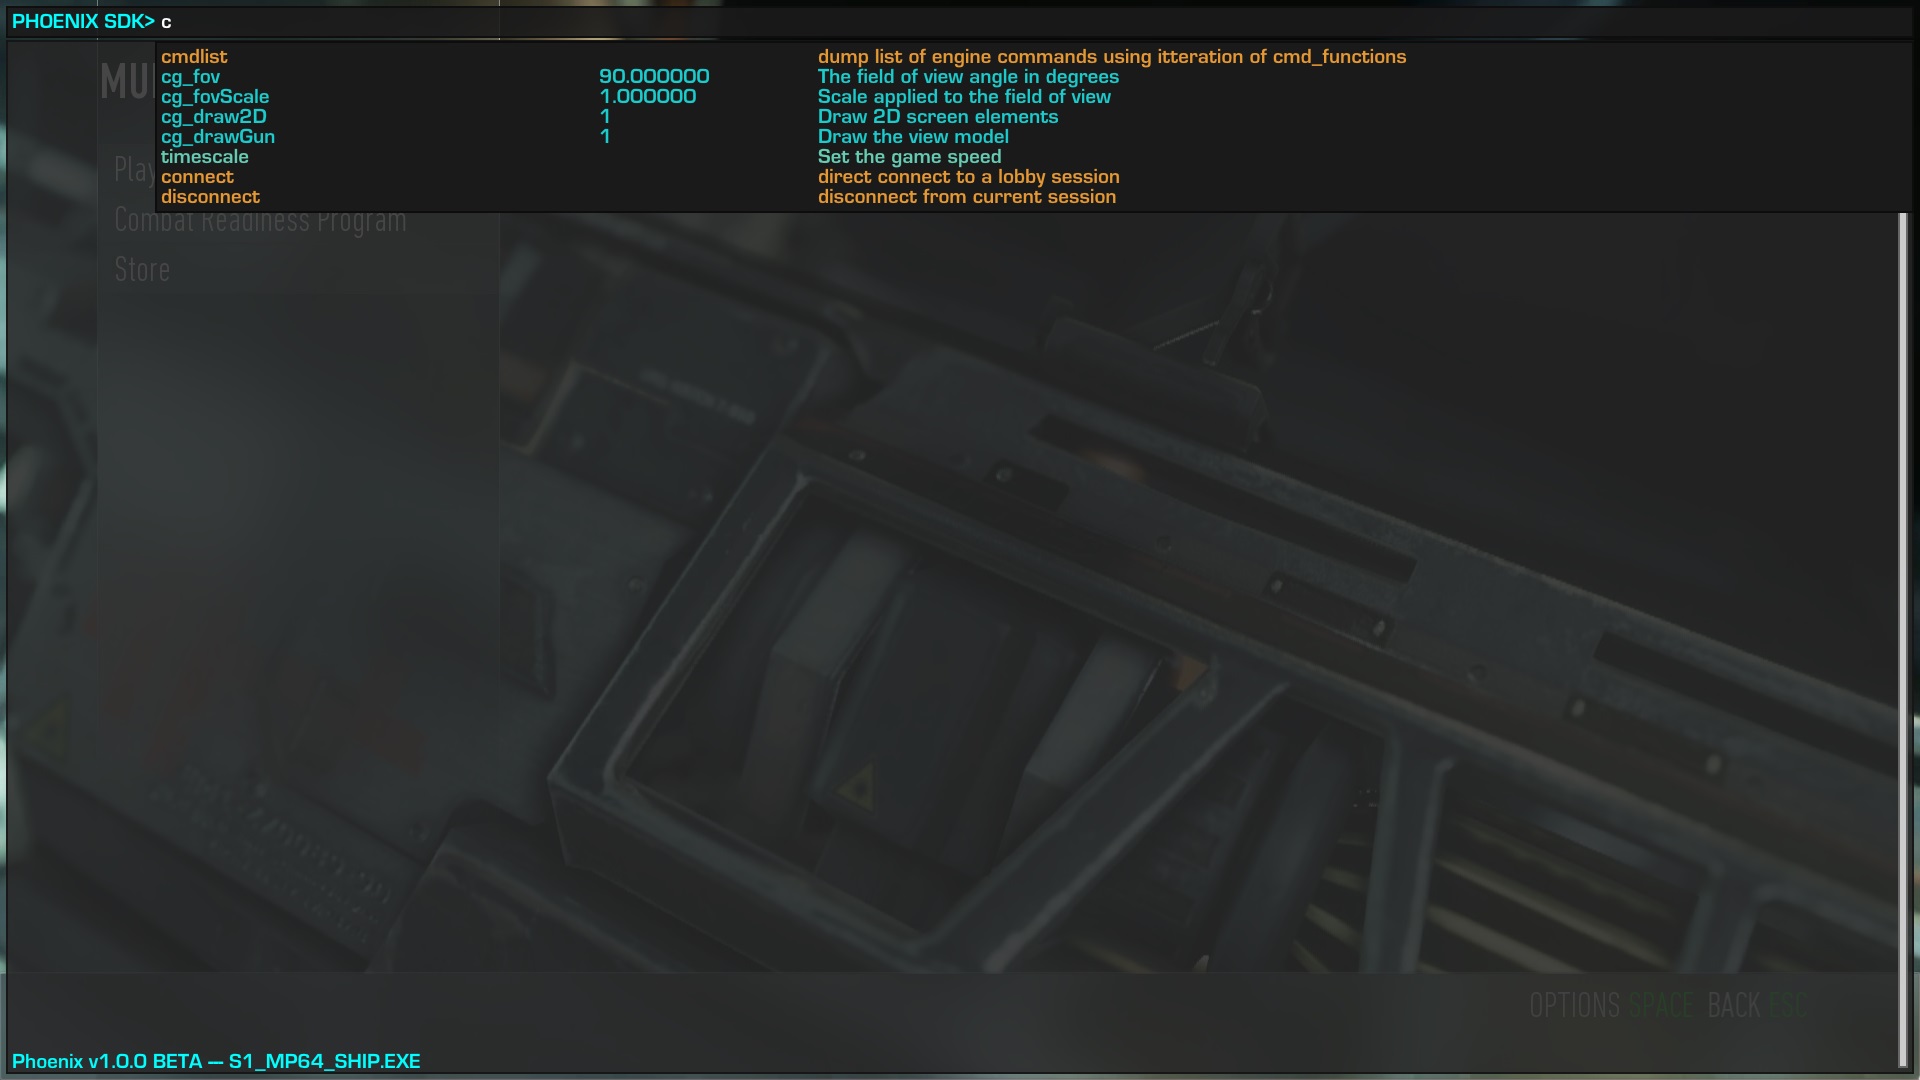 PHOENIX SDK> c
cmdlist dump list of engine commands using itteration of cmd_functions
cg_fov 90.000000 The field of view angle in degrees
cg_fovScale 1.000000 Scale applied to the field of view
cg_draw2D 1 Draw 2D screen elements
cg_drawGun 1 Draw the view model
timescale Set the game speed
connect direct connect to a lobby session
disconnect disconnect from current session
MU
Play
Combat Readiness Program
Store
OPTIONS SPACE BACK ESC
Phoenix v1.0.0 BETA — S1_MP64_SHIP.EXE